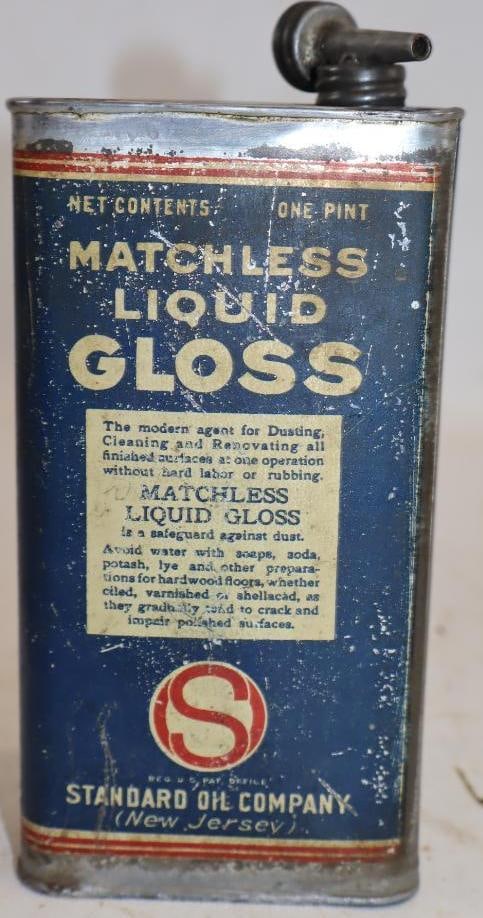 NET CONTENTS ONE PINT
MATCHLESS
LIQUID
GLOSS
The modern agent for Dusting,
Cleaning and Renovating all
finished surfaces at one operation
without hard labor or rubbing.
MATCHLESS
LIQUID GLOSS
is a safeguard against dust.
Avoid water with soaps, soda,
potash, lye and other prepara-
tions for hardwood floors, whether
oiled, varnished or shellaced, as
they gradually tend to crack and
impair polished surfaces.
S
REG. U.S. PAT. OFFICE
STANDARD OIL COMPANY
(New Jersey)